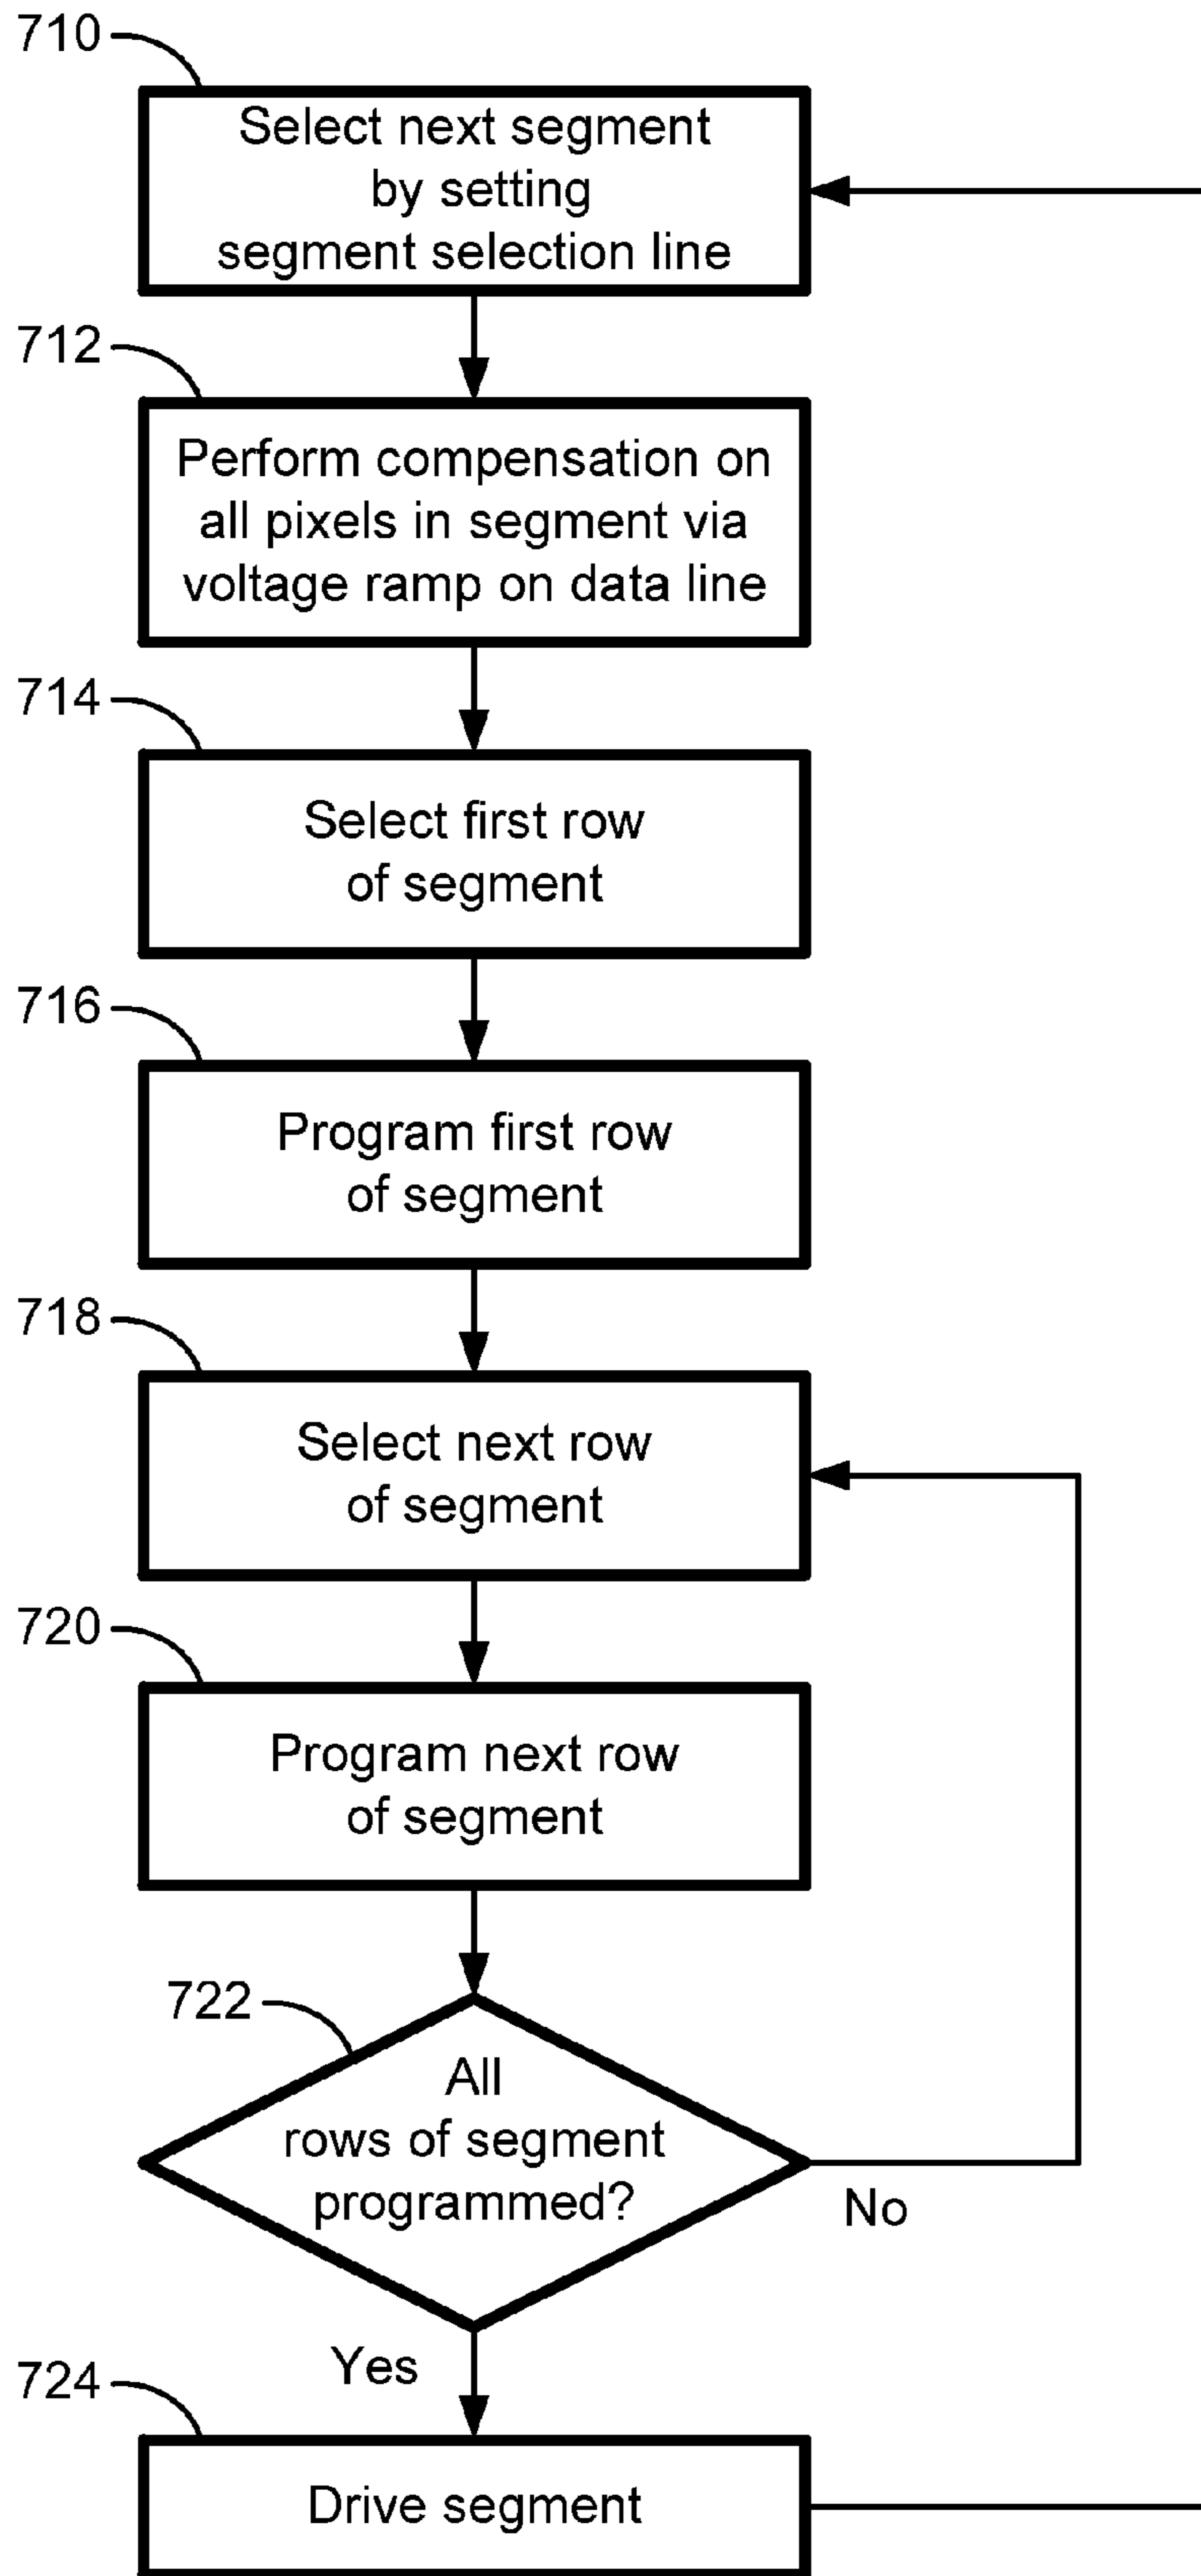 710
Select next segment
by setting
segment selection line
712
Perform compensation on
all pixels in segment via
voltage ramp on data line
714
Select first row
of segment
716
Program first row
of segment
718
Select next row
of segment
720
Program next row
of segment
722
All
rows of segment
programmed?
No
Yes
724
Drive segment